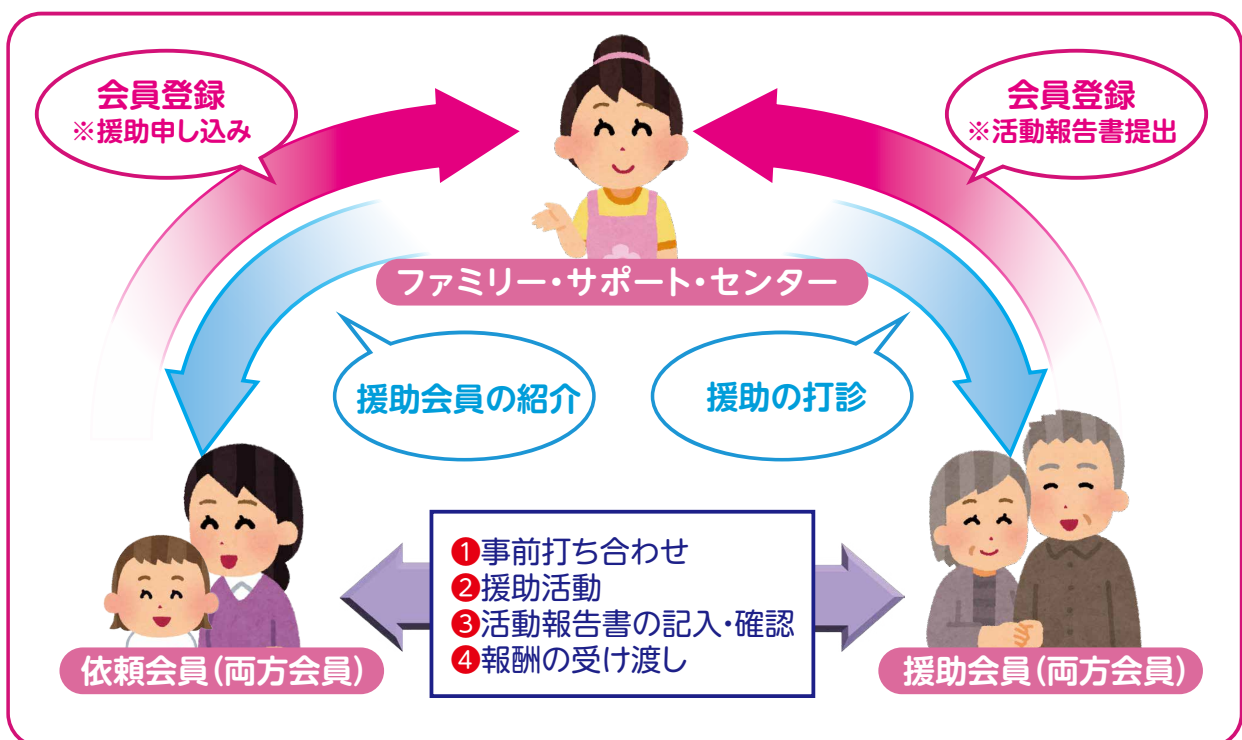 会員登録
※援助申し込み
会員登録
※活動報告書提出
ファミリー・サポート・センター
援助会員の紹介
援助の打診
❶事前打ち合わせ
❷援助活動
❸活動報告書の記入・確認
❹報酬の受け渡し
依頼会員(両方会員)
援助会員(両方会員)